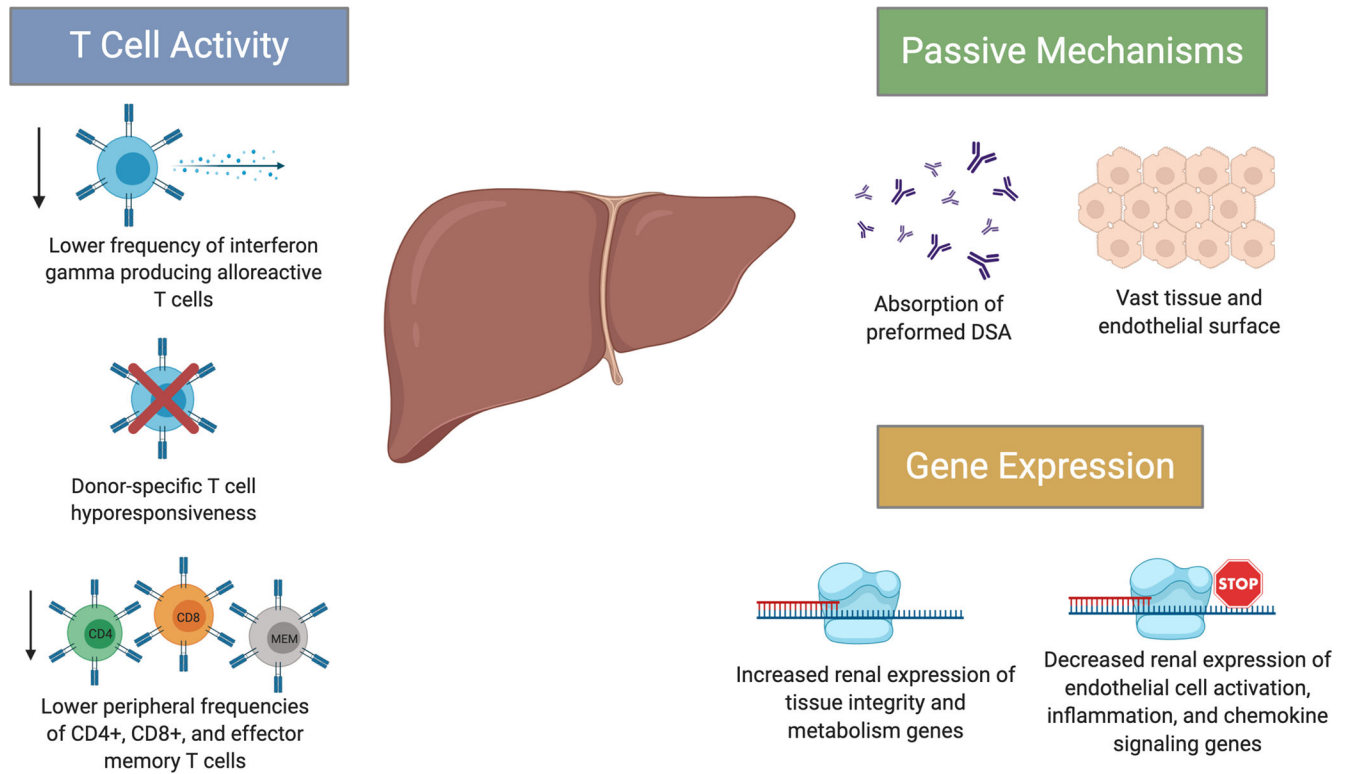 T Cell Activity
Lower frequency of interferon
gamma producing alloreactive
T cells
Donor-specific T cell
hyporesponsiveness
CD4
CD8
MEM
Lower peripheral frequencies
of CD4+, CD8+, and effector
memory T cells
Passive Mechanisms
Absorption of
preformed DSA
Vast tissue and
endothelial surface
Gene Expression
Increased renal expression of
tissue integrity and
metabolism genes
STOP
Decreased renal expression of
endothelial cell activation,
inflammation, and chemokine
signaling genes